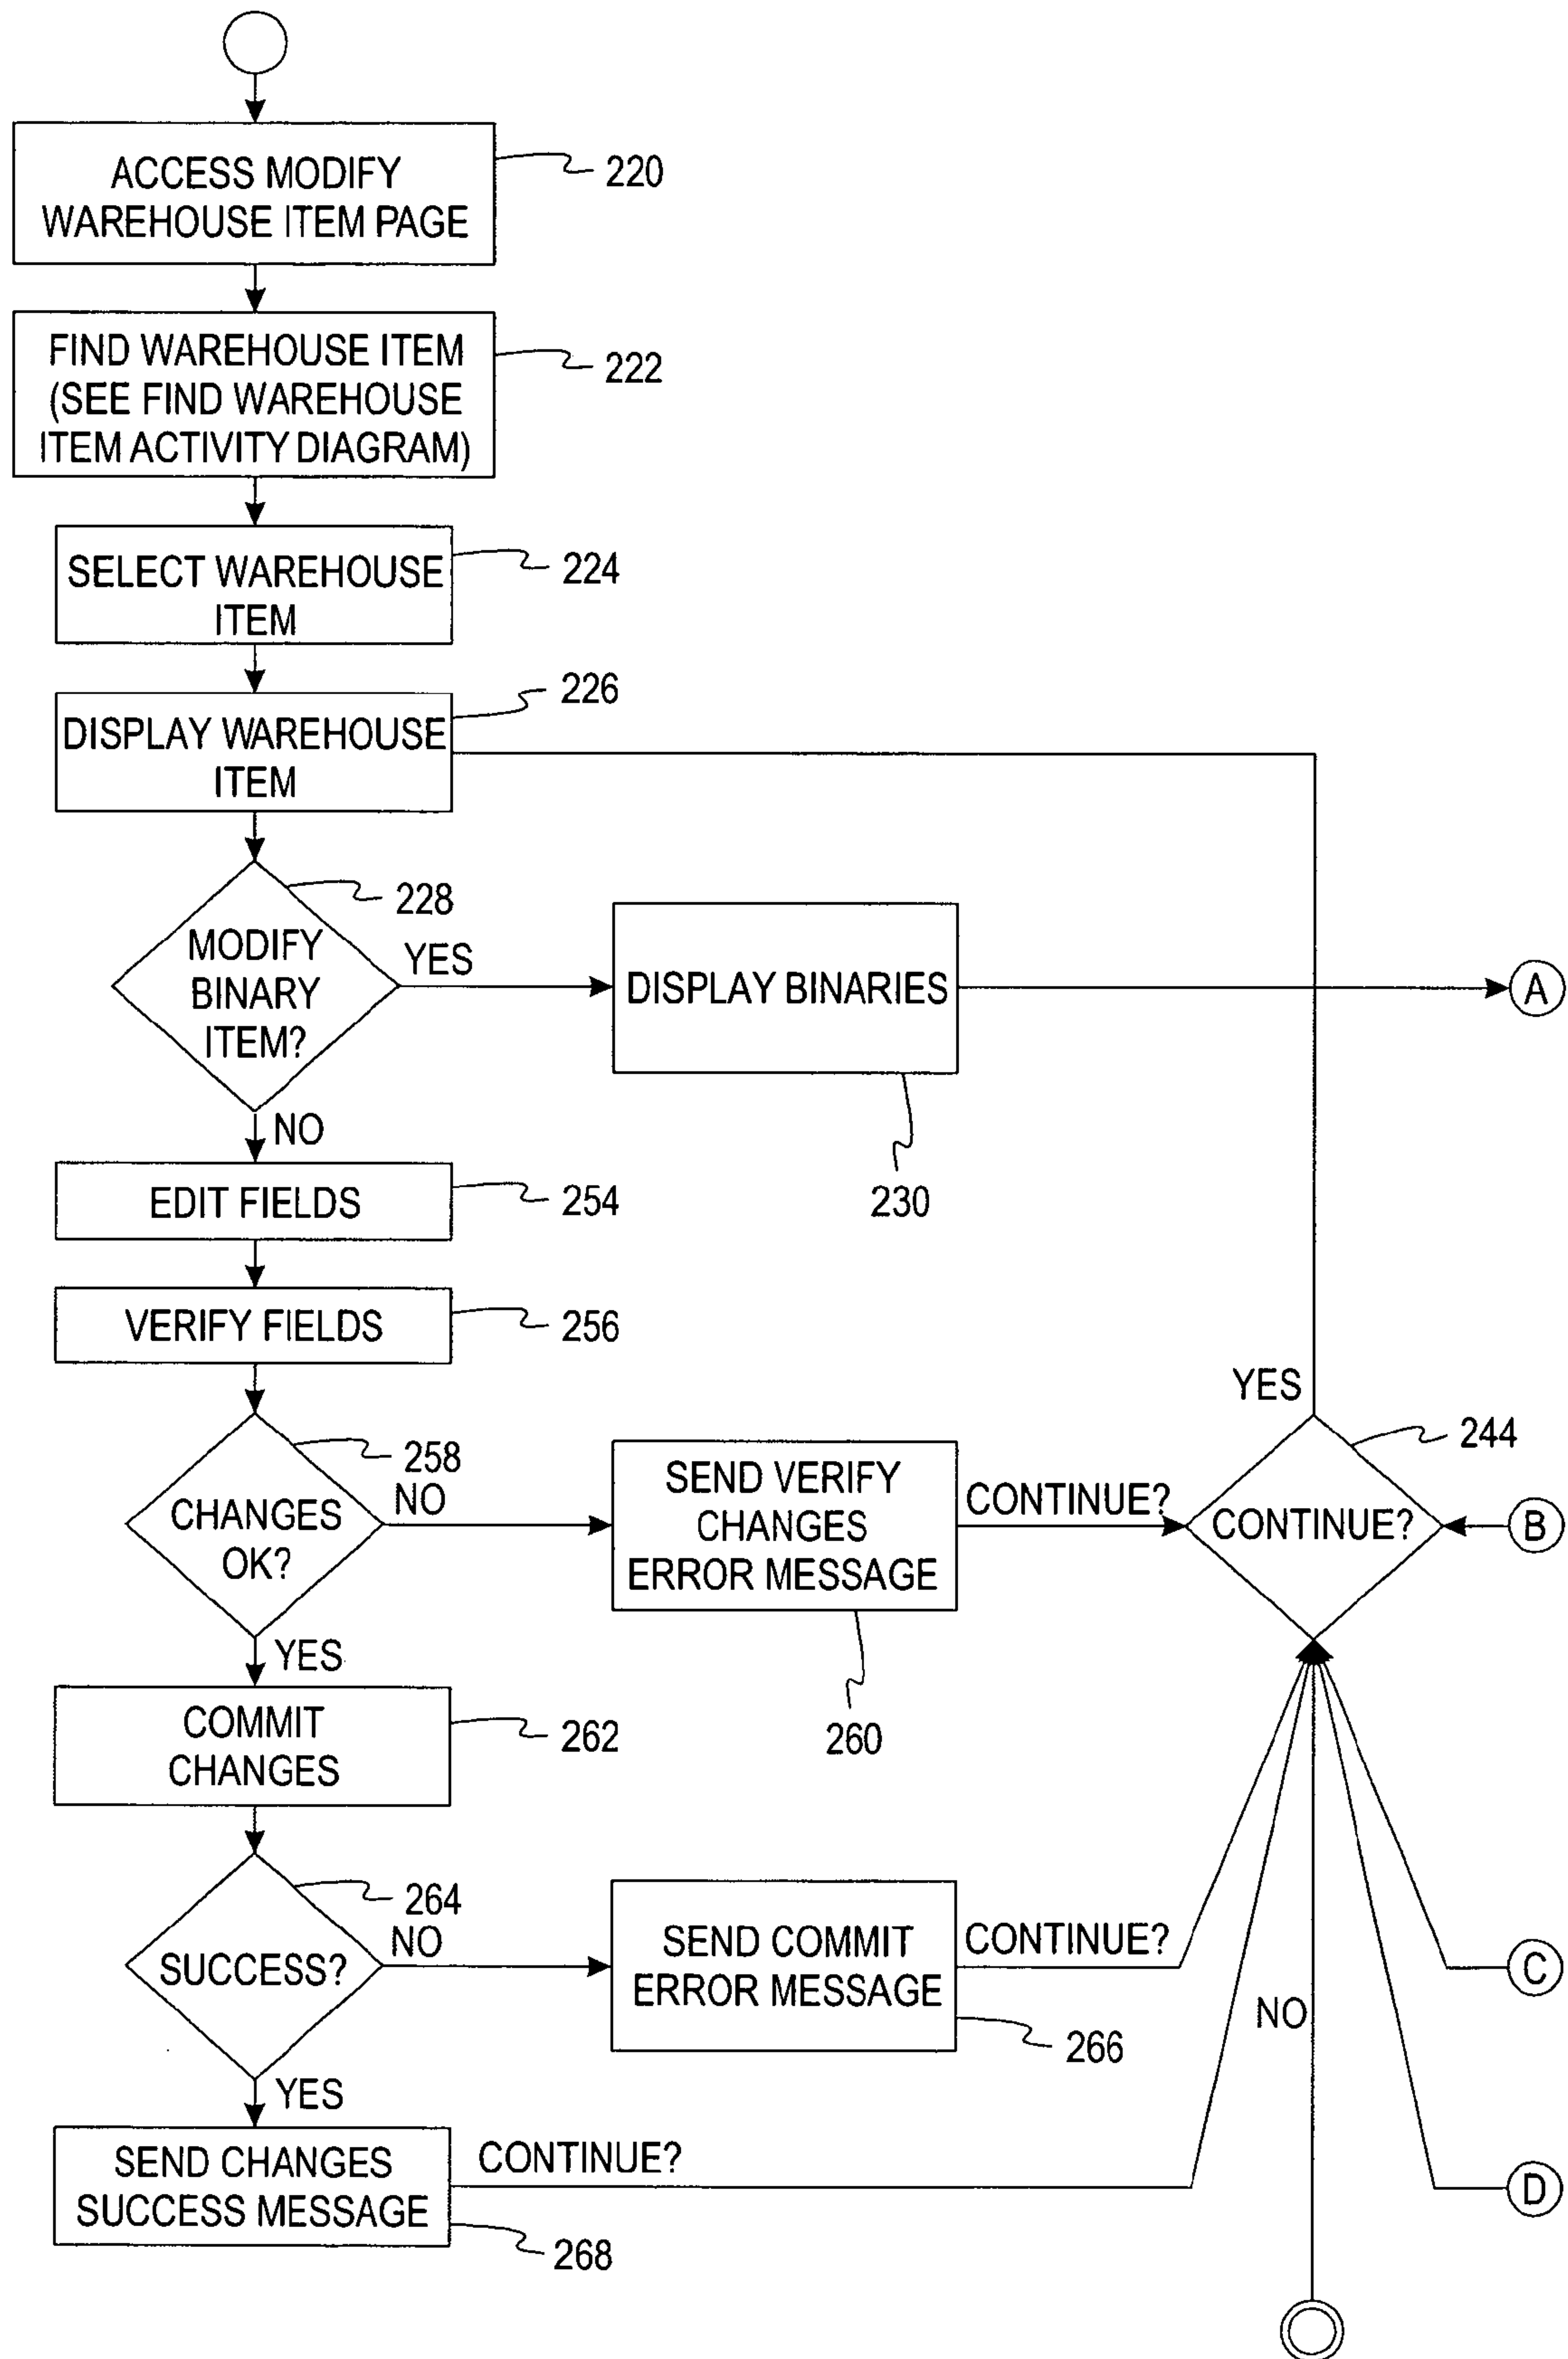 ACCESS MODIFY
WAREHOUSE ITEM PAGE
220
FIND WAREHOUSE ITEM
(SEE FIND WAREHOUSE
ITEM ACTIVITY DIAGRAM)
222
SELECT WAREHOUSE
ITEM
224
DISPLAY WAREHOUSE
ITEM
226
MODIFY
BINARY
ITEM?
228
YES
DISPLAY BINARIES
230
A
NO
EDIT FIELDS
254
VERIFY FIELDS
256
CHANGES
OK?
258
NO
SEND VERIFY
CHANGES
ERROR MESSAGE
260
CONTINUE?
YES
CONTINUE?
244
B
YES
COMMIT
CHANGES
262
SUCCESS?
264
NO
SEND COMMIT
ERROR MESSAGE
266
CONTINUE?
C
NO
YES
SEND CHANGES
SUCCESS MESSAGE
268
CONTINUE?
D